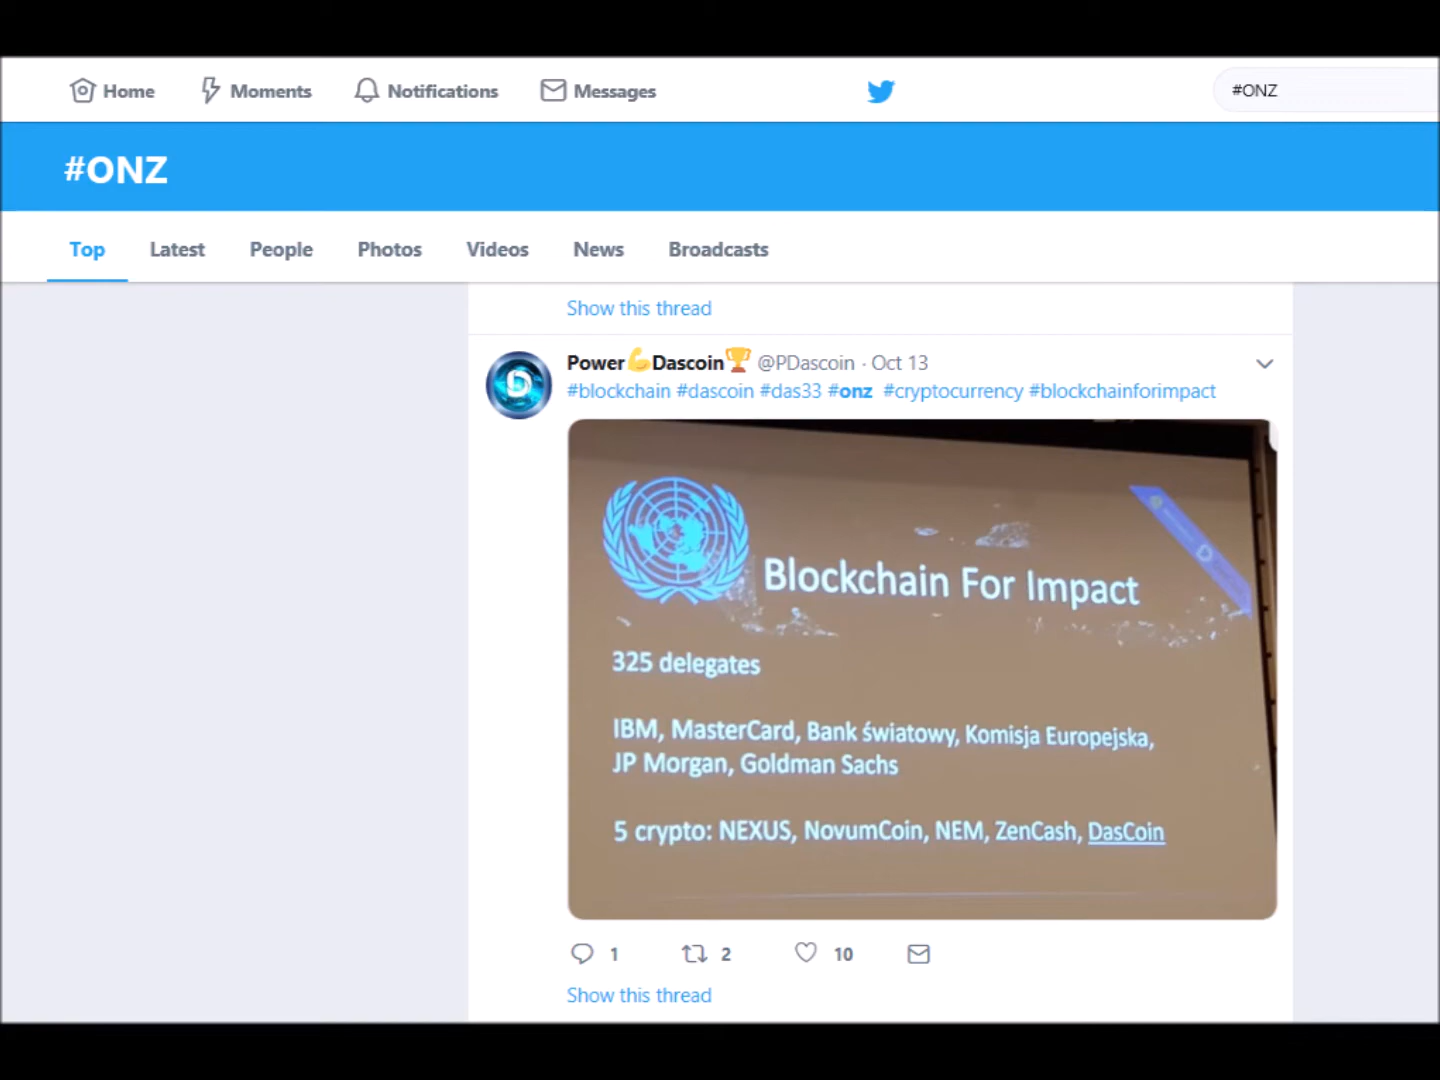 Home Moments Notifications Messages #ONZ
#ONZ
Top Latest People Photos Videos News Broadcasts
Show this thread
Power💪Dascoin🏆 @PDascoin · Oct 13
#blockchain #dascoin #das33 #onz #cryptocurrency #blockchainforimpact
Blockchain For Impact
325 delegates
IBM, MasterCard, Bank światowy, Komisja Europejska,
JP Morgan, Goldman Sachs
5 crypto: NEXUS, NovumCoin, NEM, ZenCash, DasCoin
1 2 10
Show this thread